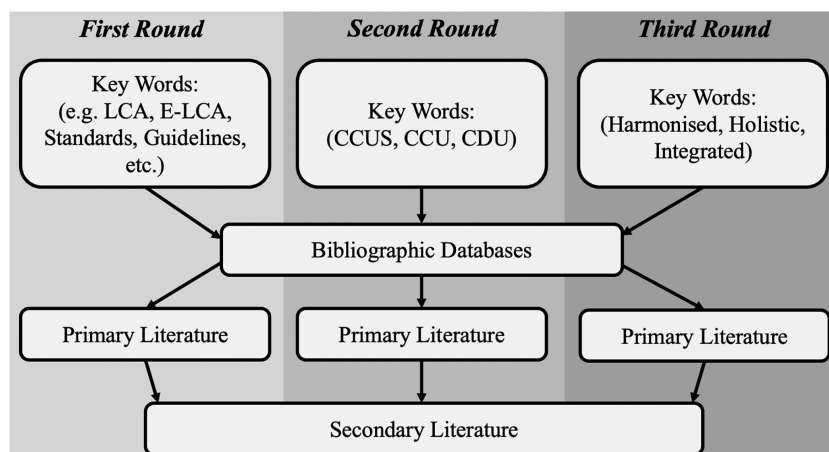 First Round
Second Round
Third Round
Key Words:
(e.g. LCA, E-LCA,
Standards, Guidelines,
etc.)
Key Words:
(CCUS, CCU, CDU)
Key Words:
(Harmonised, Holistic,
Integrated)
Bibliographic Databases
Primary Literature
Primary Literature
Primary Literature
Secondary Literature